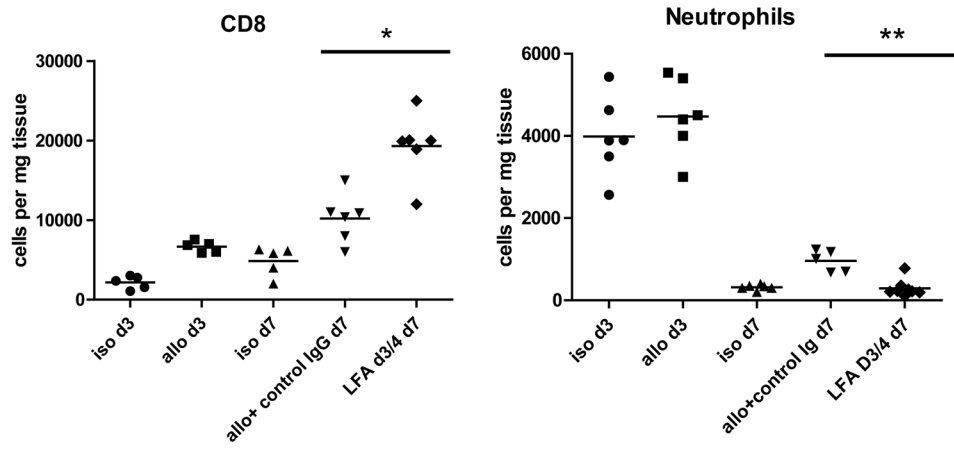 CD8
*
cells per mg tissue
30000
20000
10000
0
iso d3
allo d3
iso d7
allo+ control IgG d7
LFA d3/4 d7
Neutrophils
**
cells per mg tissue
6000
4000
2000
0
iso d3
allo d3
iso d7
allo+control Ig d7
LFA D3/4 d7